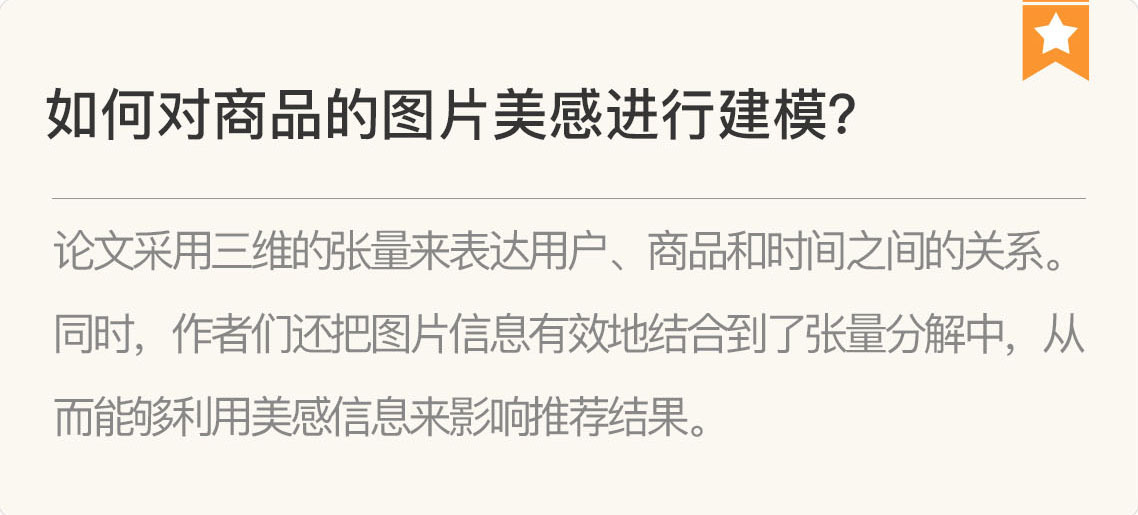 如何对商品的图片美感进行建模？
论文采用三维的张量来表达用户、商品和时间之间的关系。
同时，作者们还把图片信息有效地结合到了张量分解中，从
而能够利用美感信息来影响推荐结果。